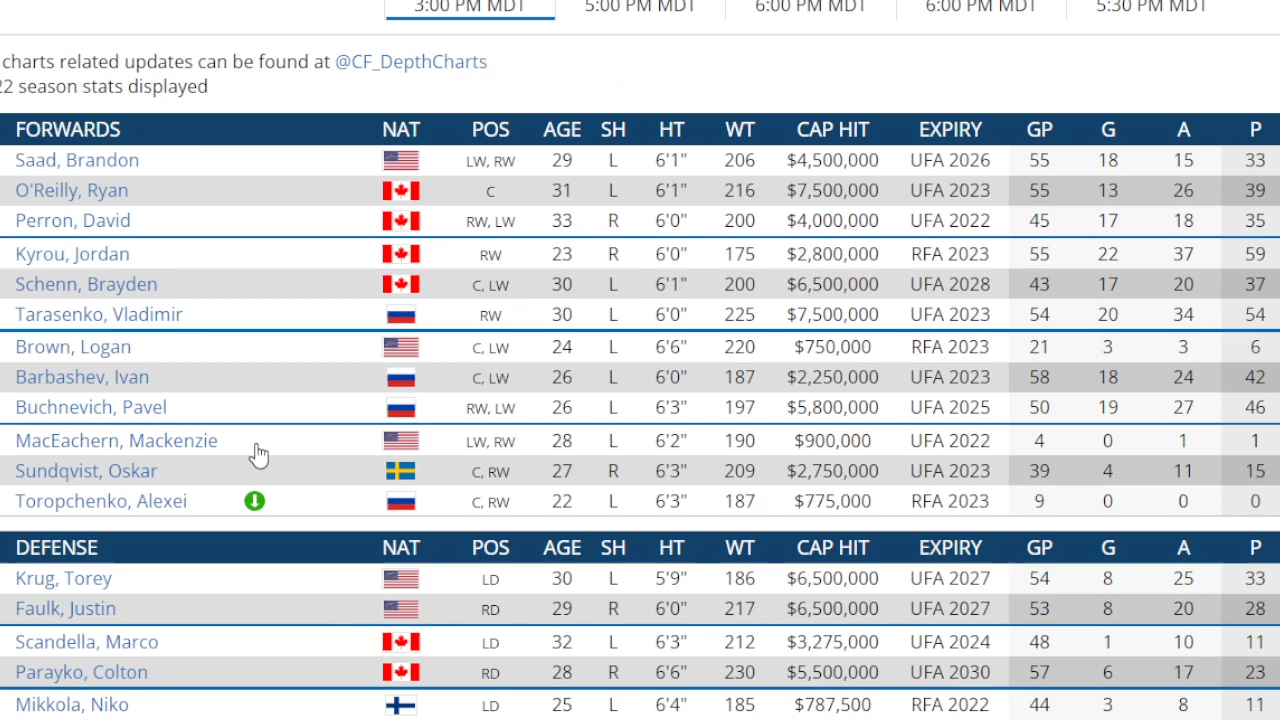 3:00 PM MDT 5:00 PM MDT 6:00 PM MDT 6:00 PM MDT 5:30 PM MDT
charts related updates can be found at @CF_DepthCharts
22 season stats displayed
FORWARDS NAT POS AGE SH HT WT CAP HIT EXPIRY GP G A P
Saad, Brandon LW, RW 29 L 6'1" 206 $4,500,000 UFA 2026 55 18 15 33
O'Reilly, Ryan C 31 L 6'1" 216 $7,500,000 UFA 2023 55 13 26 39
Perron, David RW, LW 33 R 6'0" 200 $4,000,000 UFA 2022 45 17 18 35
Kyrou, Jordan RW 23 R 6'0" 175 $2,800,000 RFA 2023 55 22 37 59
Schenn, Brayden C, LW 30 L 6'1" 200 $6,500,000 UFA 2028 43 17 20 37
Tarasenko, Vladimir RW 30 L 6'0" 225 $7,500,000 UFA 2023 54 20 34 54
Brown, Logan C, LW 24 L 6'6" 220 $750,000 RFA 2023 21 3 3 6
Barbashev, Ivan C, LW 26 L 6'0" 187 $2,250,000 UFA 2023 58 18 24 42
Buchnevich, Pavel RW, LW 26 L 6'3" 197 $5,800,000 UFA 2025 50 19 27 46
MacEachern, Mackenzie LW, RW 28 L 6'2" 190 $900,000 UFA 2022 4 0 1 1
Sundqvist, Oskar C, RW 27 R 6'3" 209 $2,750,000 UFA 2023 39 4 11 15
Toropchenko, Alexei C, RW 22 L 6'3" 187 $775,000 RFA 2023 9 0 0 0
DEFENSE NAT POS AGE SH HT WT CAP HIT EXPIRY GP G A P
Krug, Torey LD 30 L 5'9" 186 $6,500,000 UFA 2027 54 8 25 33
Faulk, Justin RD 29 R 6'0" 217 $6,500,000 UFA 2027 53 8 20 28
Scandella, Marco LD 32 L 6'3" 212 $3,275,000 UFA 2024 48 1 10 11
Parayko, Colton RD 28 R 6'6" 230 $5,500,000 UFA 2030 57 6 17 23
Mikkola, Niko LD 25 L 6'4" 185 $787,500 RFA 2022 44 3 8 11